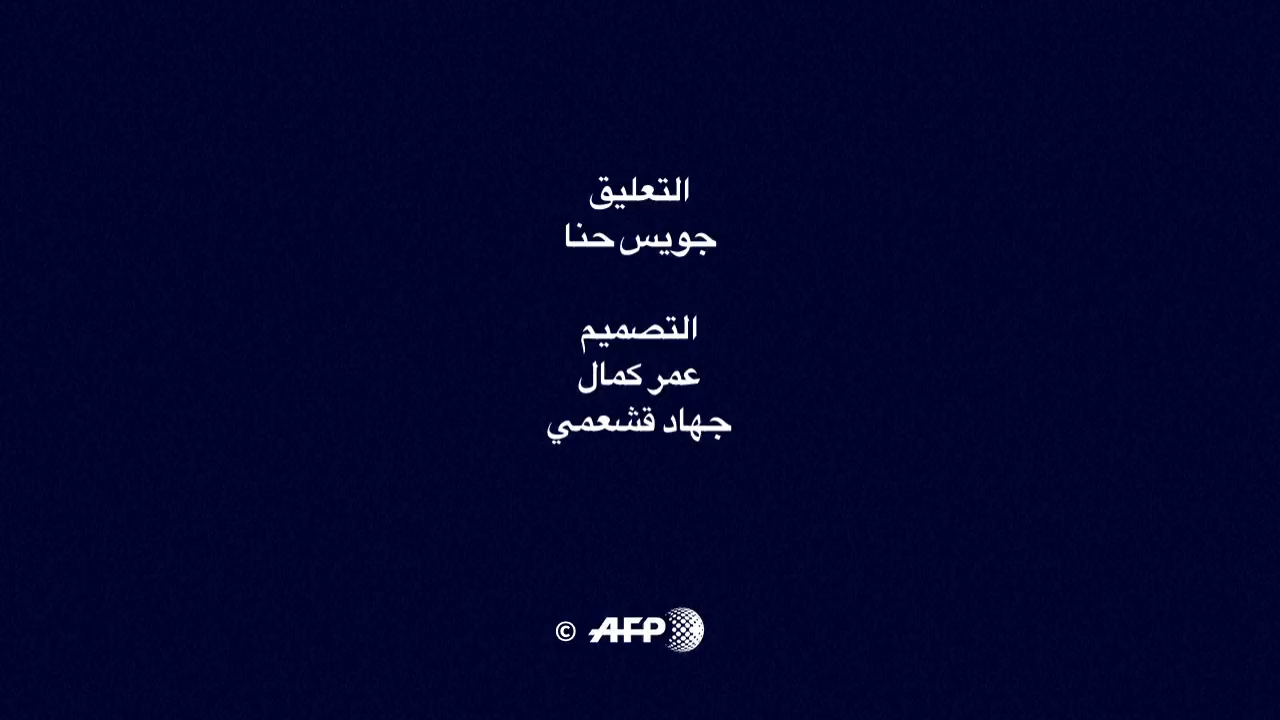 التعليق
جويس حنا
التصميم
عمر كمال
جهاد قشعمي
© AFP